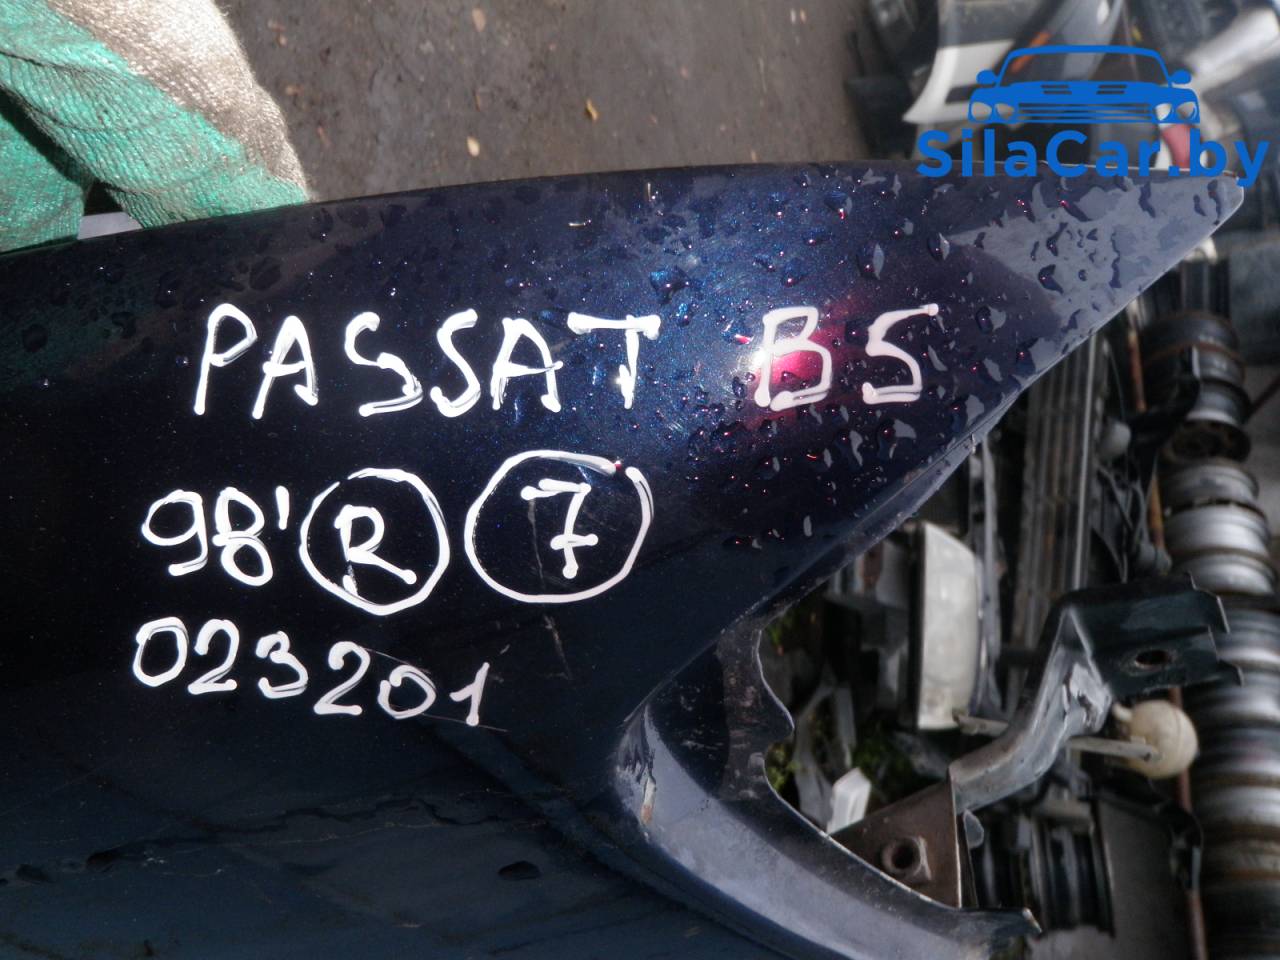 SilaCar.by
PASSAT B5
98' R 7
023201